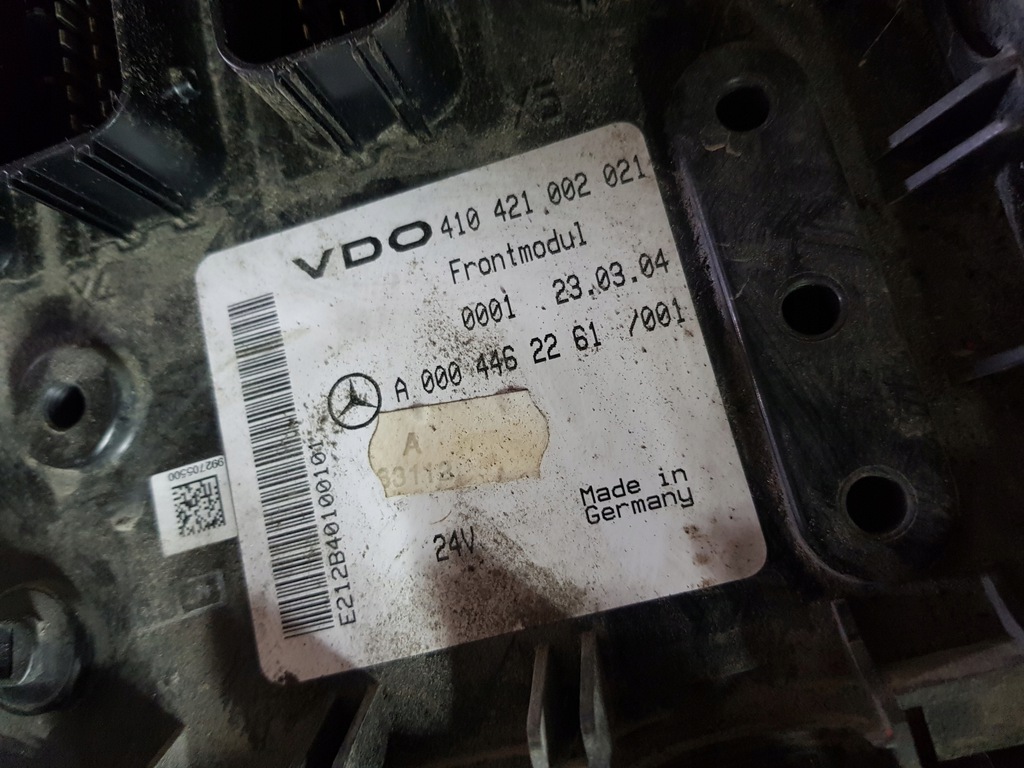 VDO 410 421 002 021
Frontmodul
0001 23.03.04
A 000 446 22 61 /001
A
33112
24V
Made in
Germany
E212B40100101
992705500